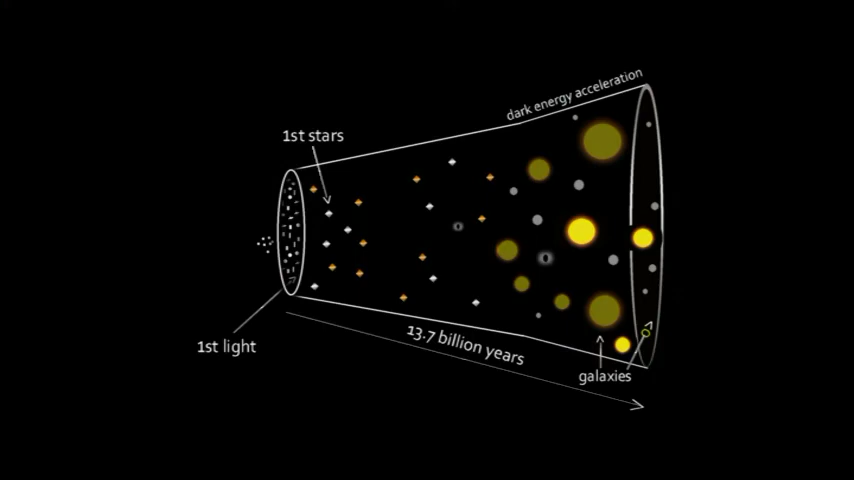 dark energy acceleration
1st stars
1st light
13.7 billion years
galaxies